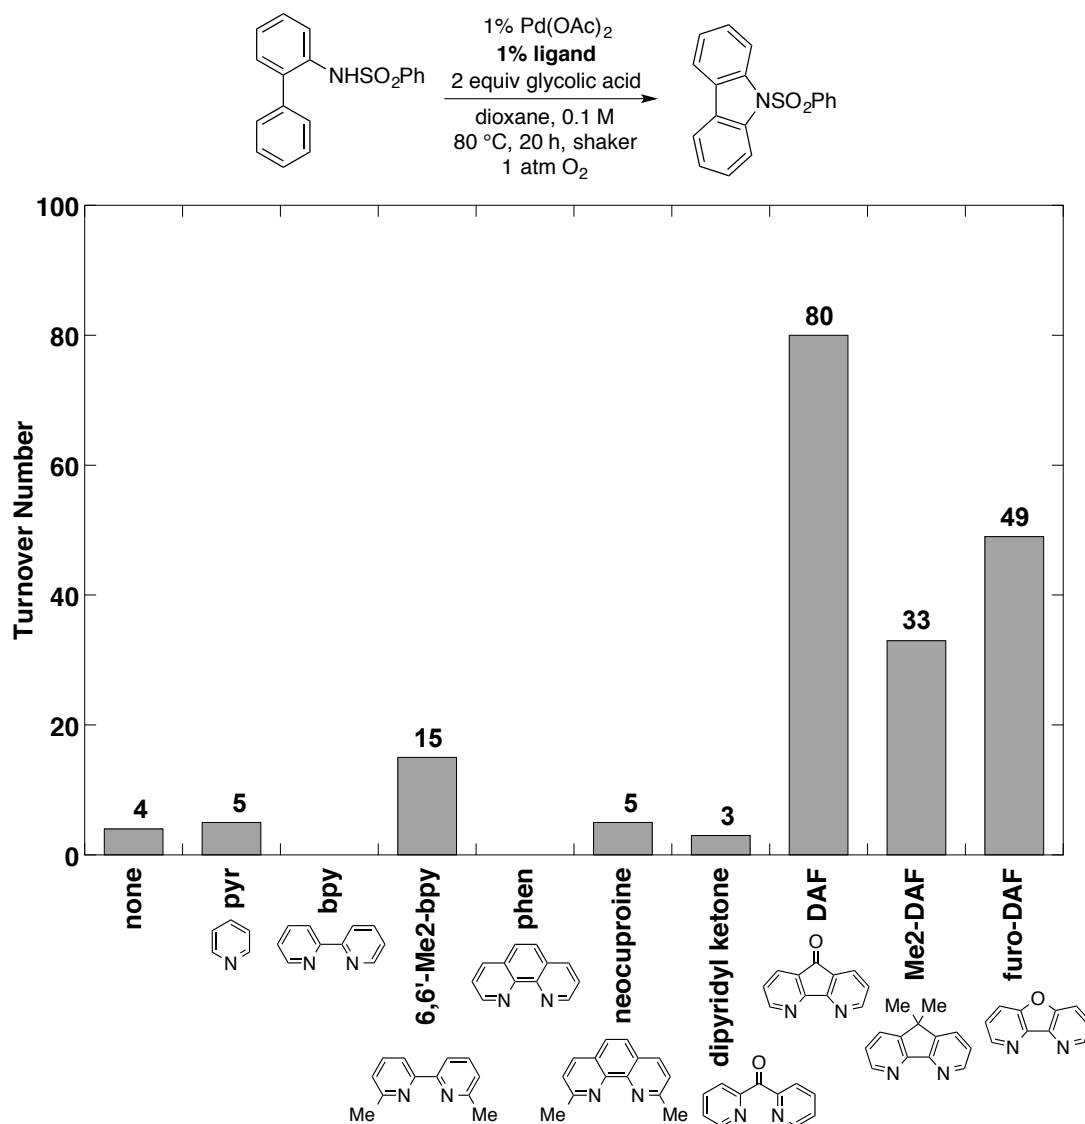 NHSO2Ph
1% Pd(OAc)2
1% ligand
2 equiv glycolic acid
dioxane, 0.1 M
80 °C, 20 h, shaker
1 atm O2
NSO2Ph
Turnover Number
100
80
60
40
20
0
4
5
15
5
3
80
33
49
none
pyr
bpy
6,6'-Me2-bpy
phen
neocuproine
dipyridyl ketone
DAF
Me2-DAF
furo-DAF
N
N N
N N
Me Me
N N
N N
Me Me
O
N N
O
N N
Me Me
N N
O
N N